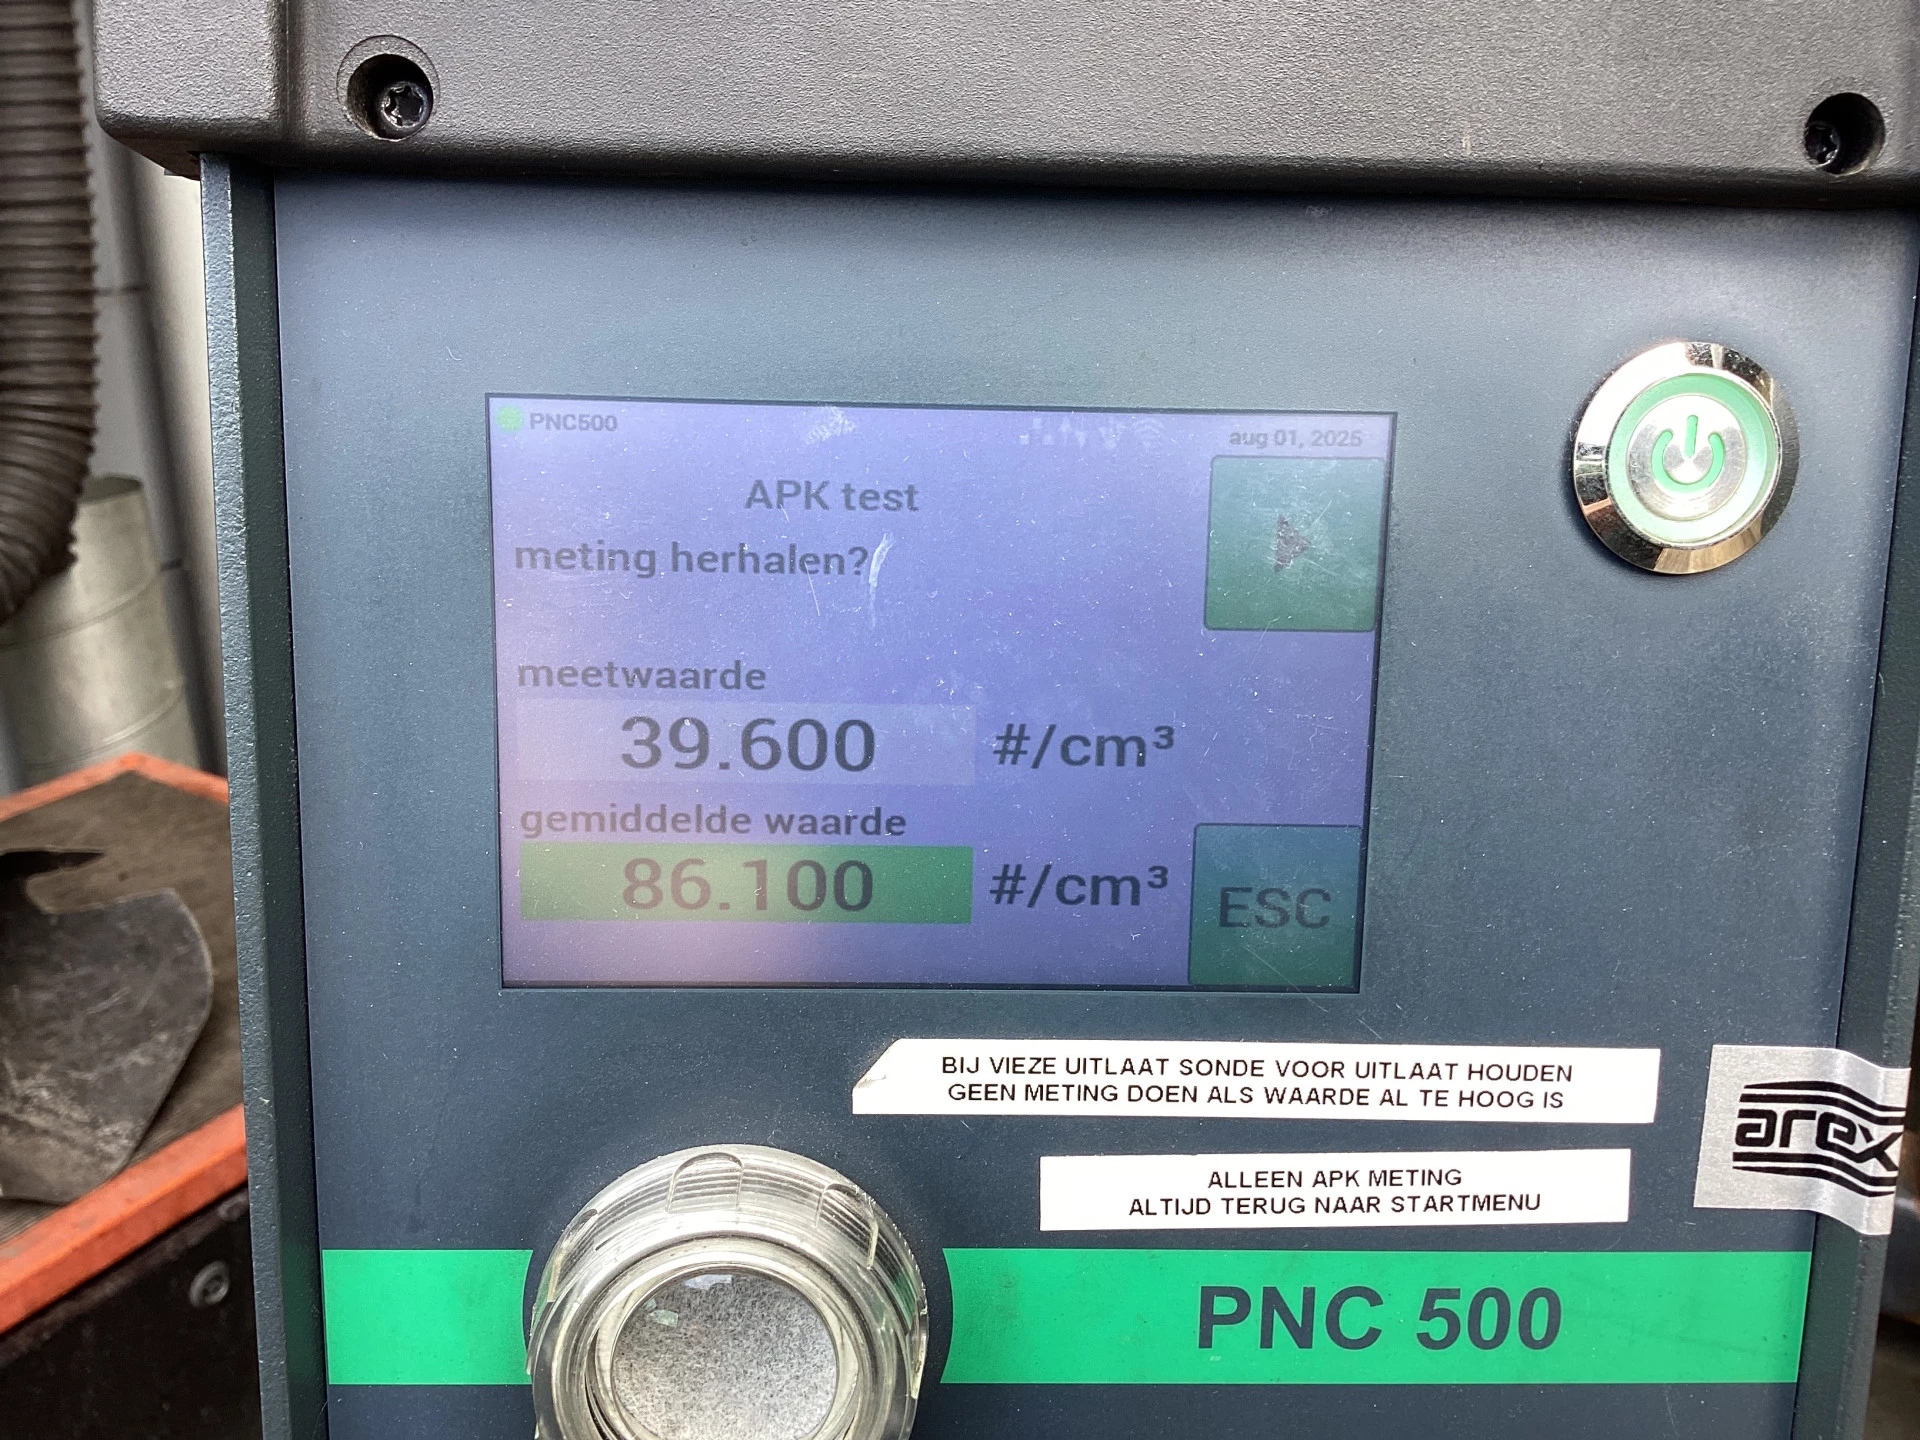 PNC500
aug 01, 2025
APK test
meting herhalen?
meetwaarde
39.600 #/cm³
gemiddelde waarde
86.100 #/cm³
ESC
BIJ VIEZE UITLAAT SONDE VOOR UITLAAT HOUDEN
GEEN METING DOEN ALS WAARDE AL TE HOOG IS
arex
ALLEEN APK METING
ALTIJD TERUG NAAR STARTMENU
PNC 500